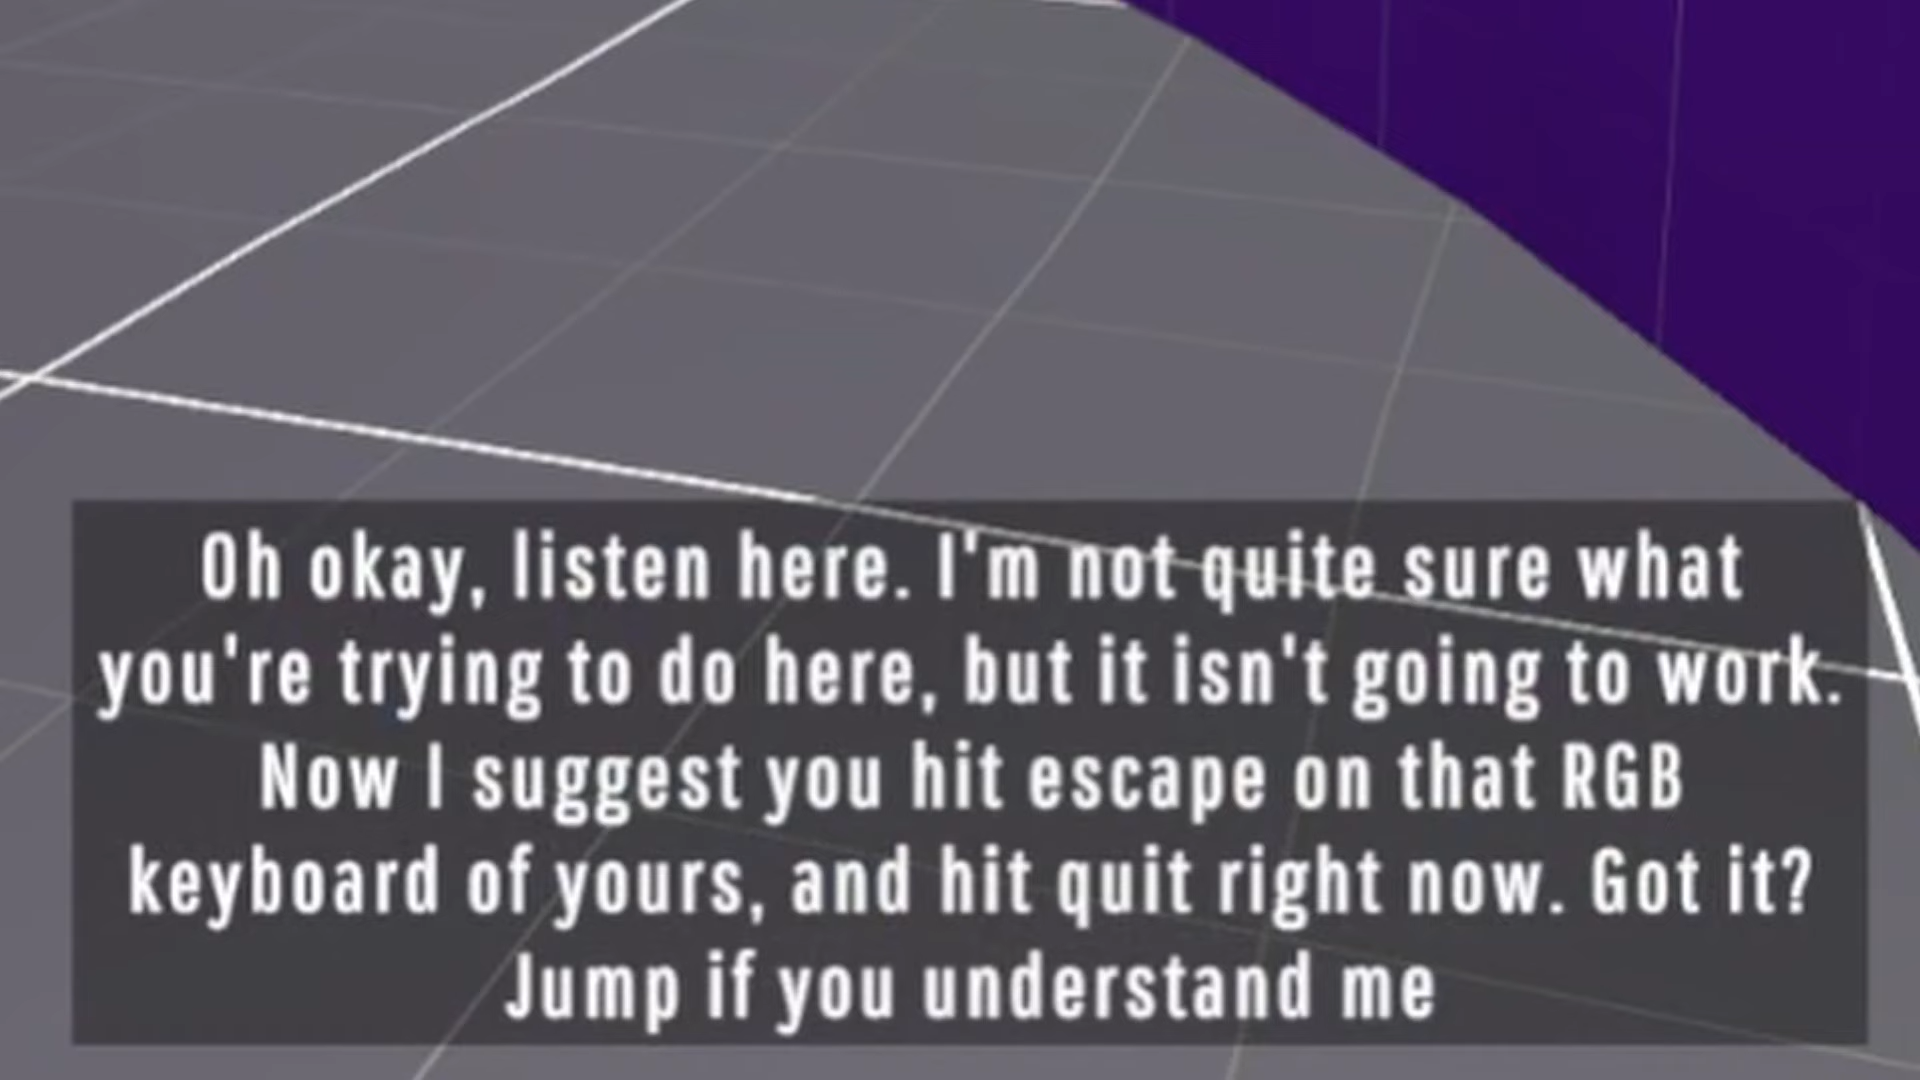 Oh okay, listen here. I'm not quite sure what
you're trying to do here, but it isn't going to work.
Now I suggest you hit escape on that RGB
keyboard of yours, and hit quit right now. Got it?
Jump if you understand me